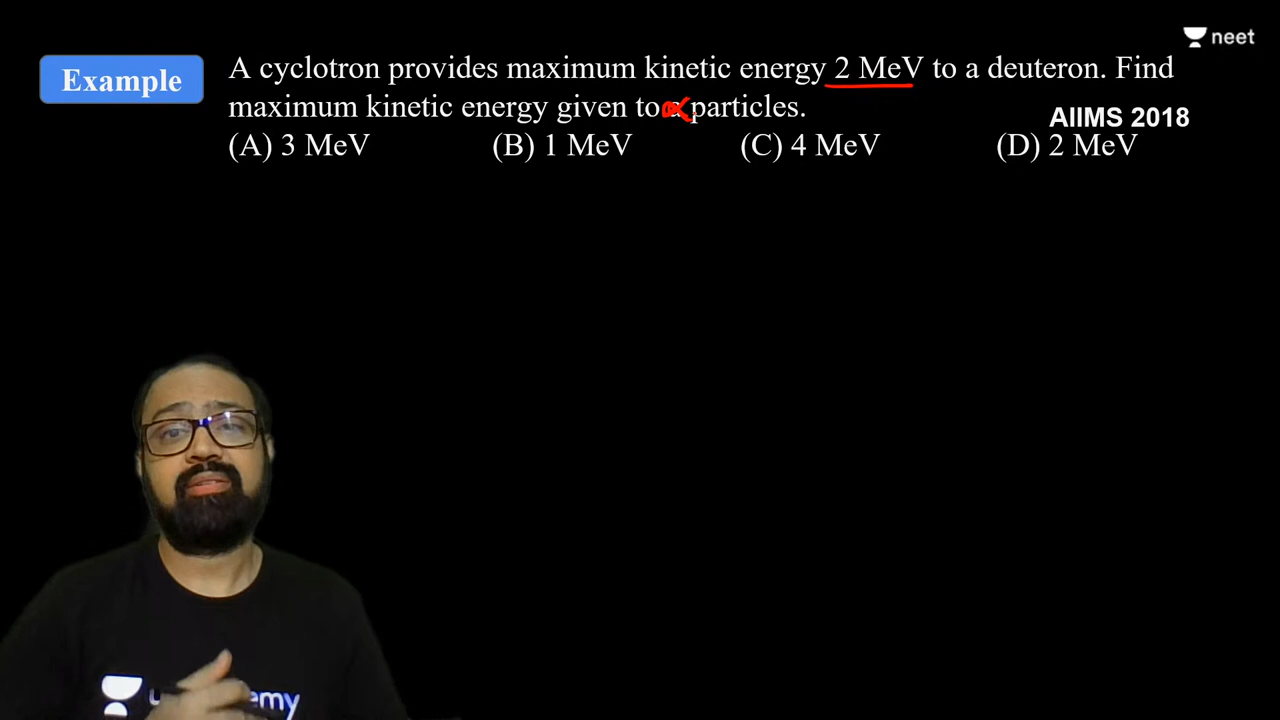 neet
Example
A cyclotron provides maximum kinetic energy 2 MeV to a deuteron. Find
maximum kinetic energy given to α particles.
AIIMS 2018
(A) 3 MeV (B) 1 MeV (C) 4 MeV (D) 2 MeV